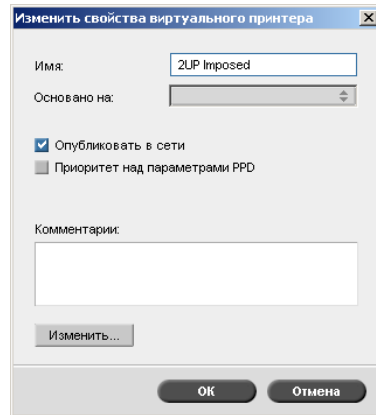 Изменить свойства виртуального принтера
Имя: 2UP Imposed
Основано на:
Опубликовать в сети
Приоритет над параметрами PPD
Комментарии:
Изменить...
OK Отмена